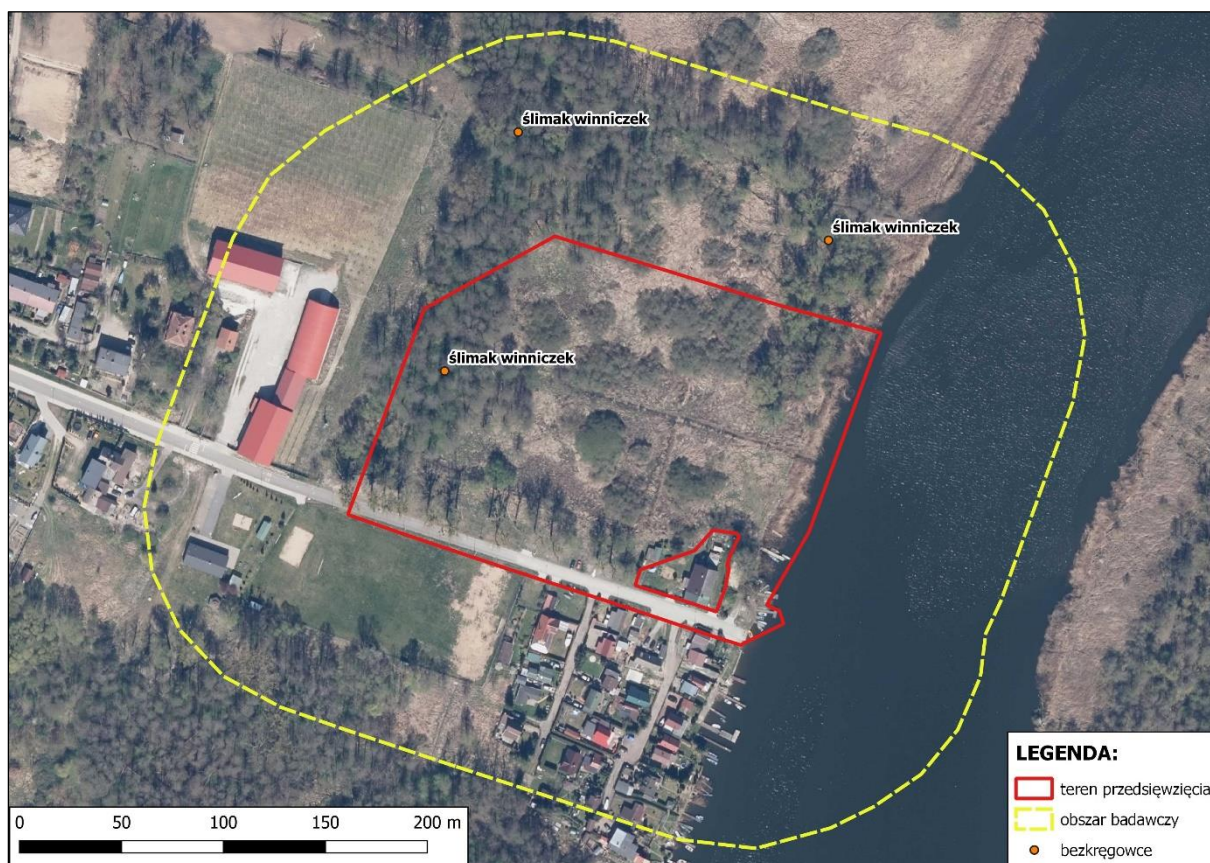 ślimak winniczek
ślimak winniczek
ślimak winniczek
LEGENDA:
teren przedsięwzięcia
obszar badawczy
bezkręgowce
0 50 100 150 200 m